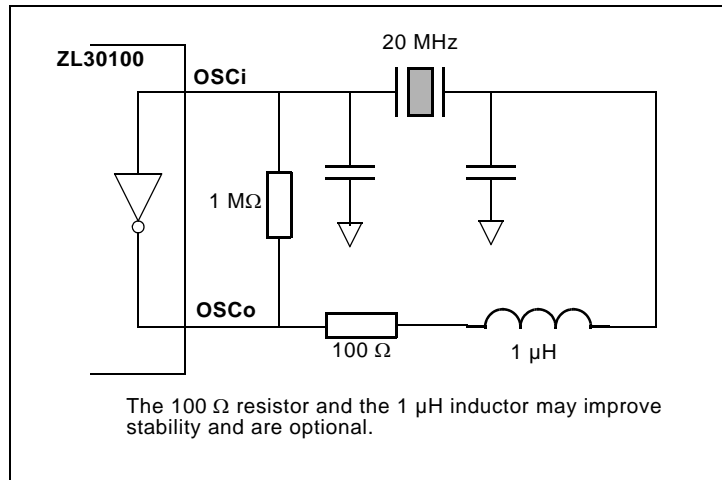 20 MHz
ZL30100
OSCi
1 MΩ
OSCo
100 Ω
1 µH
The 100 Ω resistor and the 1 µH inductor may improve
stability and are optional.